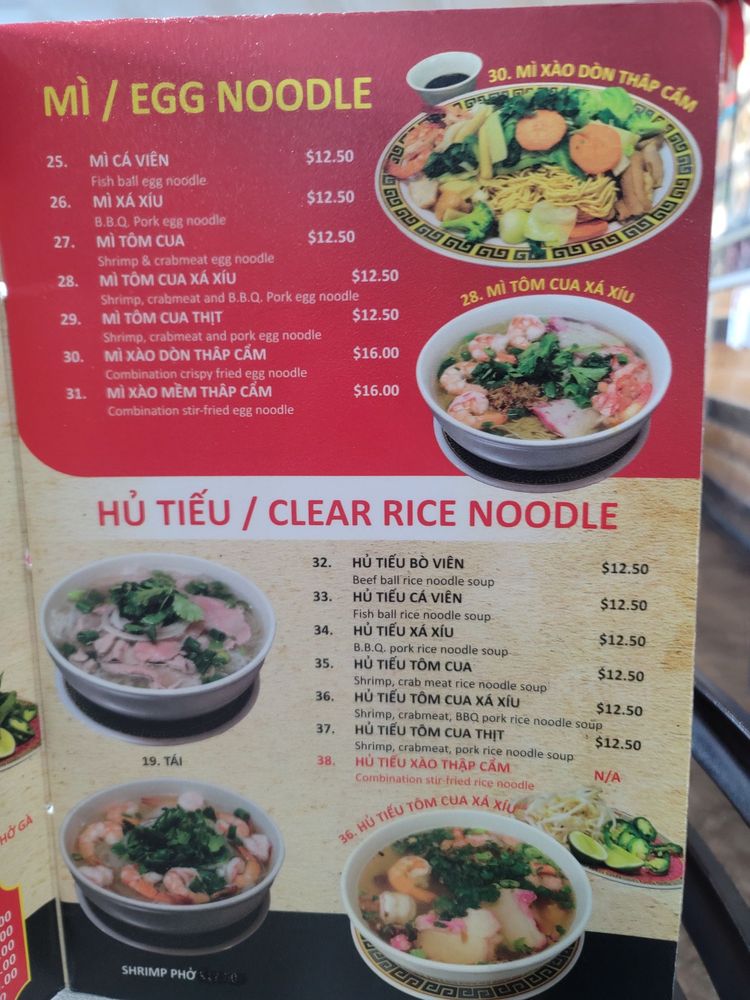 MÌ / EGG NOODLE
30. MÌ XÀO DÒN THÂP CẨM
25. MÌ CÁ VIÊN $12.50
Fish ball egg noodle
26. MÌ XÁ XÍU $12.50
B.B.Q. Pork egg noodle
27. MÌ TÔM CUA $12.50
Shrimp & crabmeat egg noodle
28. MÌ TÔM CUA XÁ XÍU $12.50
Shrimp, crabmeat and B.B.Q. Pork egg noodle
29. MÌ TÔM CUA THỊT $12.50
Shrimp, crabmeat and pork egg noodle
30. MÌ XÀO DÒN THÂP CẨM $16.00
Combination crispy fried egg noodle
31. MÌ XÀO MỀM THÂP CẨM $16.00
Combination stir-fried egg noodle
28. MÌ TÔM CUA XÁ XÍU
HỦ TIẾU / CLEAR RICE NOODLE
32. HỦ TIẾU BÒ VIÊN $12.50
Beef ball rice noodle soup
33. HỦ TIẾU CÁ VIÊN $12.50
Fish ball rice noodle soup
34. HỦ TIẾU XÁ XÍU $12.50
B.B.Q. pork rice noodle soup
35. HỦ TIẾU TÔM CUA $12.50
Shrimp, crab meat rice noodle soup
36. HỦ TIẾU TÔM CUA XÁ XÍU $12.50
Shrimp, crabmeat, BBQ pork rice noodle soup
37. HỦ TIẾU TÔM CUA THỊT $12.50
Shrimp, crabmeat, pork rice noodle soup
38. HỦ TIẾU XÀO THẬP CẨM N/A
Combination stir-fried rice noodle
19. TÁI
36. HỦ TIẾU TÔM CUA XÁ XÍU
SHRIMP PHỞ
HỞ GÀ